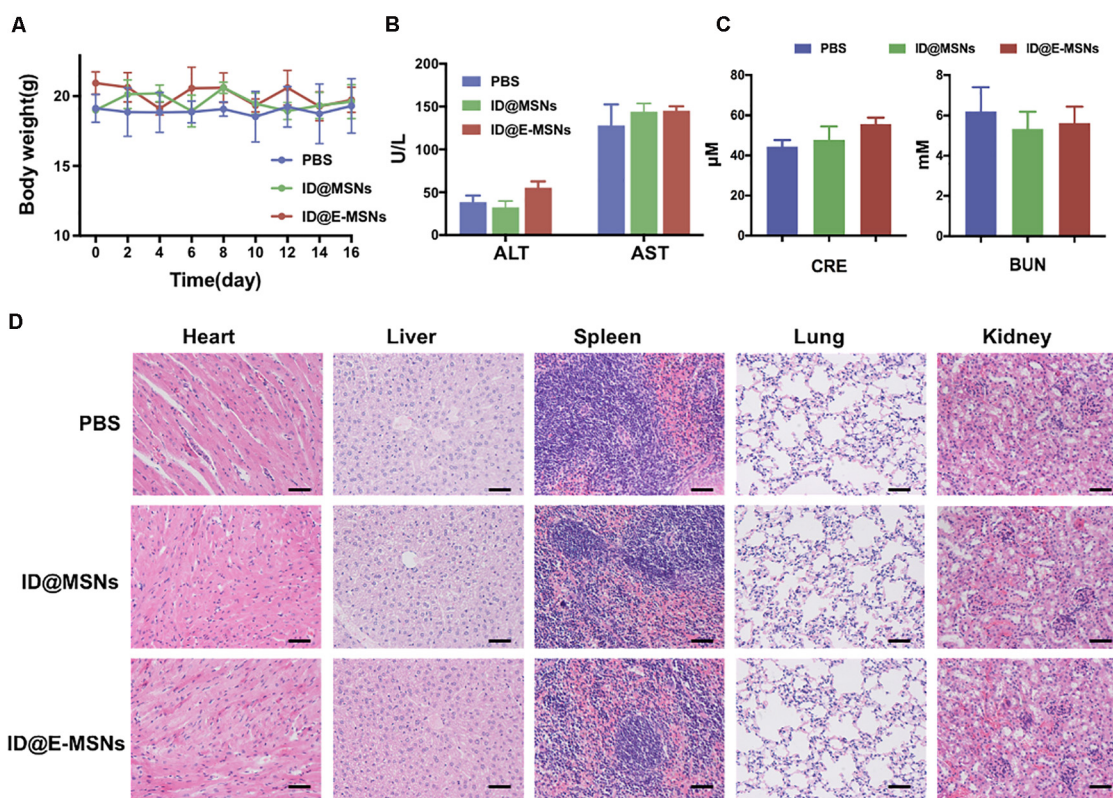 A
Body weight(g)
20
15
10
0 2 4 6 8 10 12 14 16
Time(day)
PBS
ID@MSNs
ID@E-MSNs
B
U/L
200
150
100
50
0
PBS
ID@MSNs
ID@E-MSNs
ALT AST
C
PBS ID@MSNs ID@E-MSNs
µM
80
60
40
20
0
CRE
mM
8
6
4
2
0
BUN
D
Heart Liver Spleen Lung Kidney
PBS
ID@MSNs
ID@E-MSNs